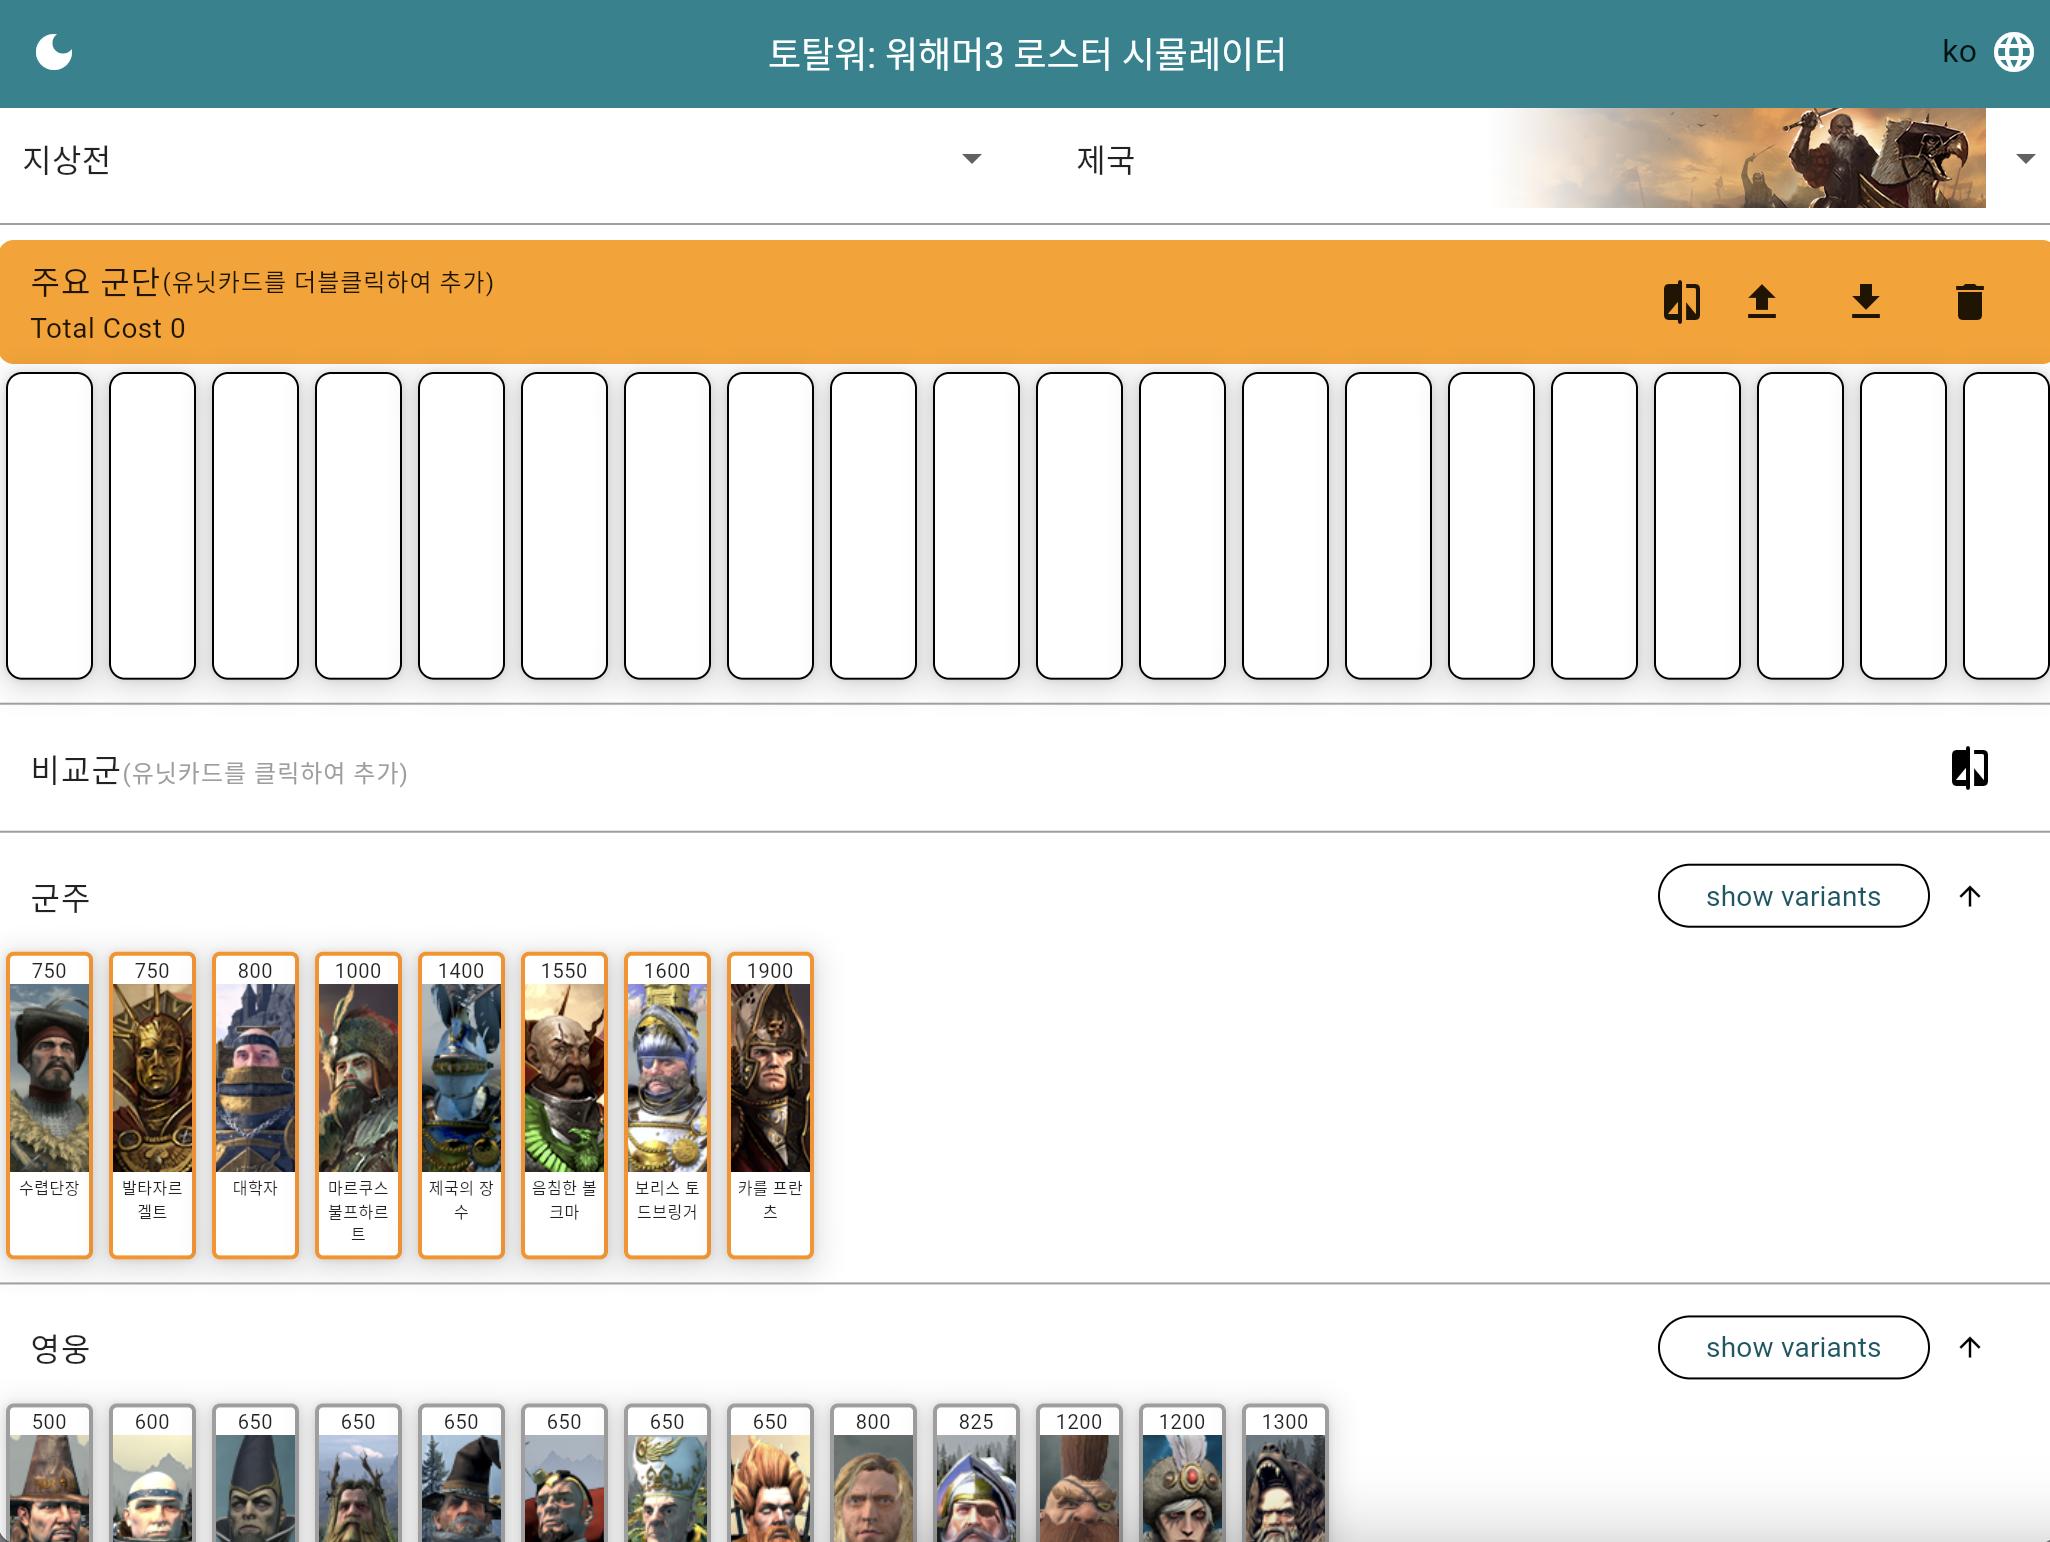 토탈워: 워해머3 로스터 시뮬레이터
ko
지상전
제국
주요 군단(유닛카드를 더블클릭하여 추가)
Total Cost 0
비교군(유닛카드를 클릭하여 추가)
군주
show variants
750 750 800 1000 1400 1550 1600 1900
수렵단장
발타자르
겔트
대학자
마르쿠스
불프하르
트
제국의 장
수
음침한 볼
크마
보리스 토
드브링거
카를 프란
츠
영웅
show variants
500 600 650 650 650 650 650 650 800 825 1200 1200 1300